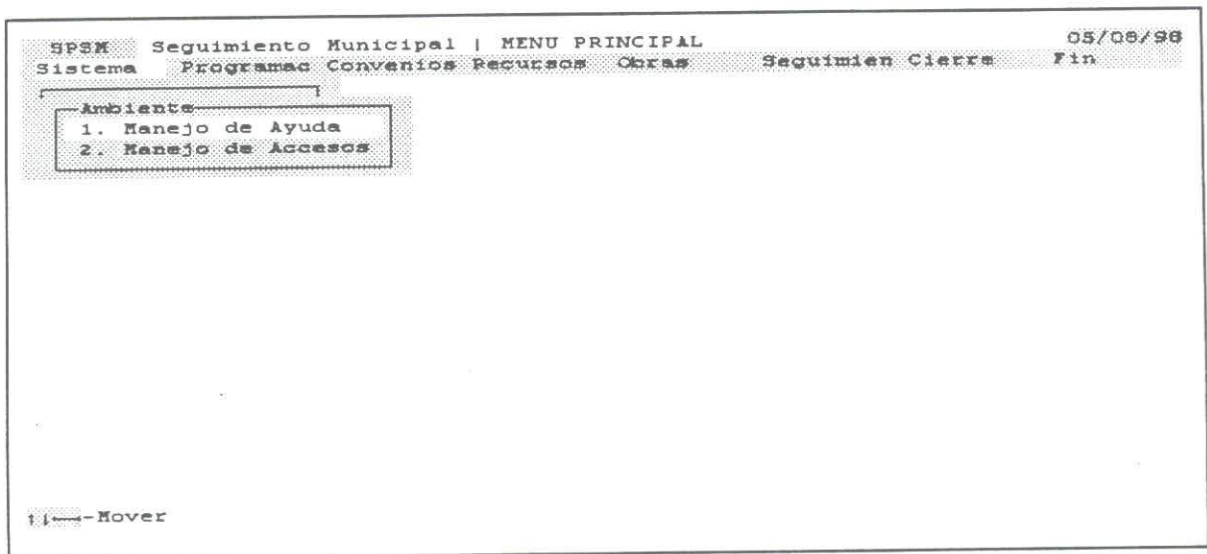 SPSM Seguimiento Municipal | MENU PRINCIPAL 05/08/98
Sistema Programac Convenios Recursos Obras Seguimien Cierre Fin
Ambiente
1. Manejo de Ayuda
2. Manejo de Accesos
↑↓←→-Mover